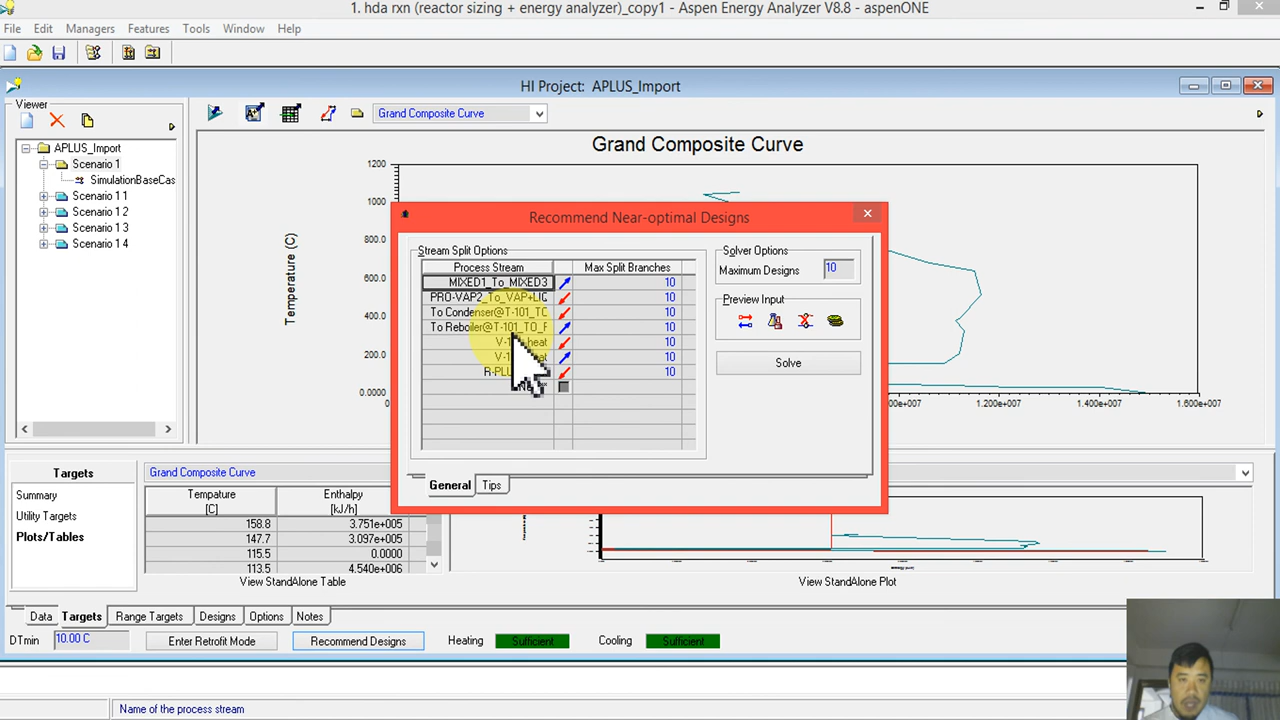 1. hda rxn (reactor sizing + energy analyzer)_copy1 - Aspen Energy Analyzer V8.8 - aspenONE
File Edit Managers Features Tools Window Help
HI Project: APLUS_Import
Viewer
Grand Composite Curve
APLUS_Import
Scenario 1
SimulationBaseCas
Scenario 1 1
Scenario 1 2
Scenario 1 3
Scenario 1 4
Grand Composite Curve
Temperature (C)
1200
1000
800.0
600.0
400.0
200.0
0.0000
1.200e+007 1.400e+007 1.600e+007
Recommend Near-optimal Designs
Stream Split Options
Process Stream Max Split Branches
MIXED1_To_MIXED3 10
PRO-VAP2_To_VAP+LIQ 10
To Condenser@T-101_TO 10
To Reboiler@T-101_TO_R 10
10
10
10
Solver Options
Maximum Designs 10
Preview Input
Solve
General Tips
Targets
Summary
Utility Targets
Plots/Tables
Grand Composite Curve
Tempature Enthalpy
[C] [kJ/h]
158.8 3.751e+005
147.7 3.097e+005
115.5 0.0000
113.5 4.540e+006
View StandAlone Table
View StandAlone Plot
Data Targets Range Targets Designs Options Notes
DTmin 10.00 C Enter Retrofit Mode Recommend Designs Heating Sufficient Cooling Sufficient
Name of the process stream